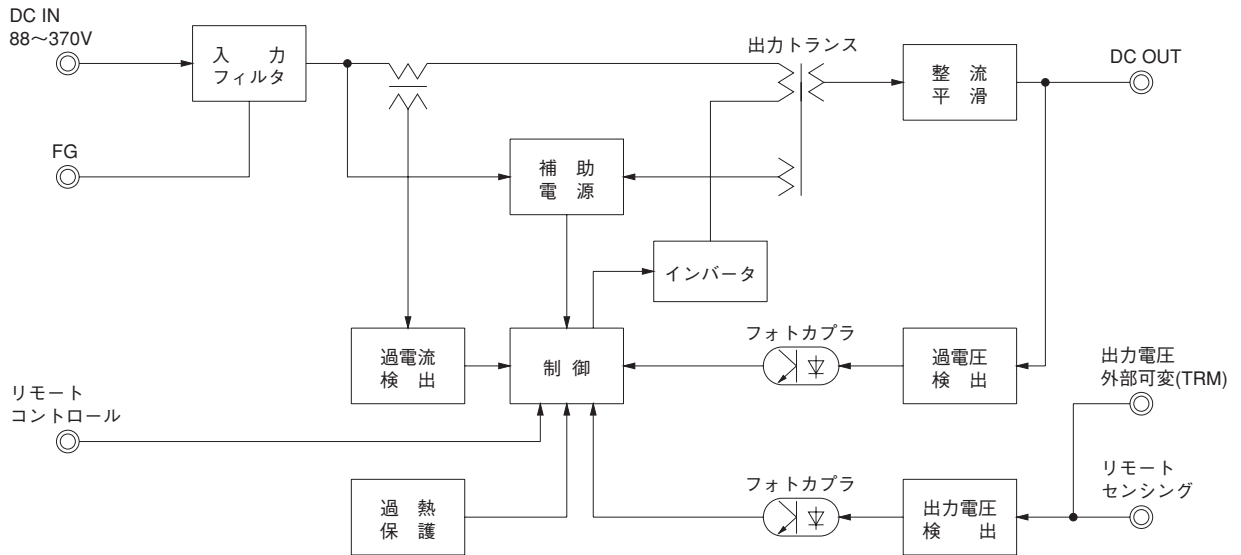 DC IN
88～370V
入　力
フィルタ
出力トランス
整　流
平　滑
DC OUT
FG
補　助
電　源
インバータ
過電流
検　出
制 御
フォトカプラ
過電圧
検　出
出力電圧
外部可変(TRM)
リモート
コントロール
過　熱
保　護
フォトカプラ
出力電圧
検　出
リモート
センシング